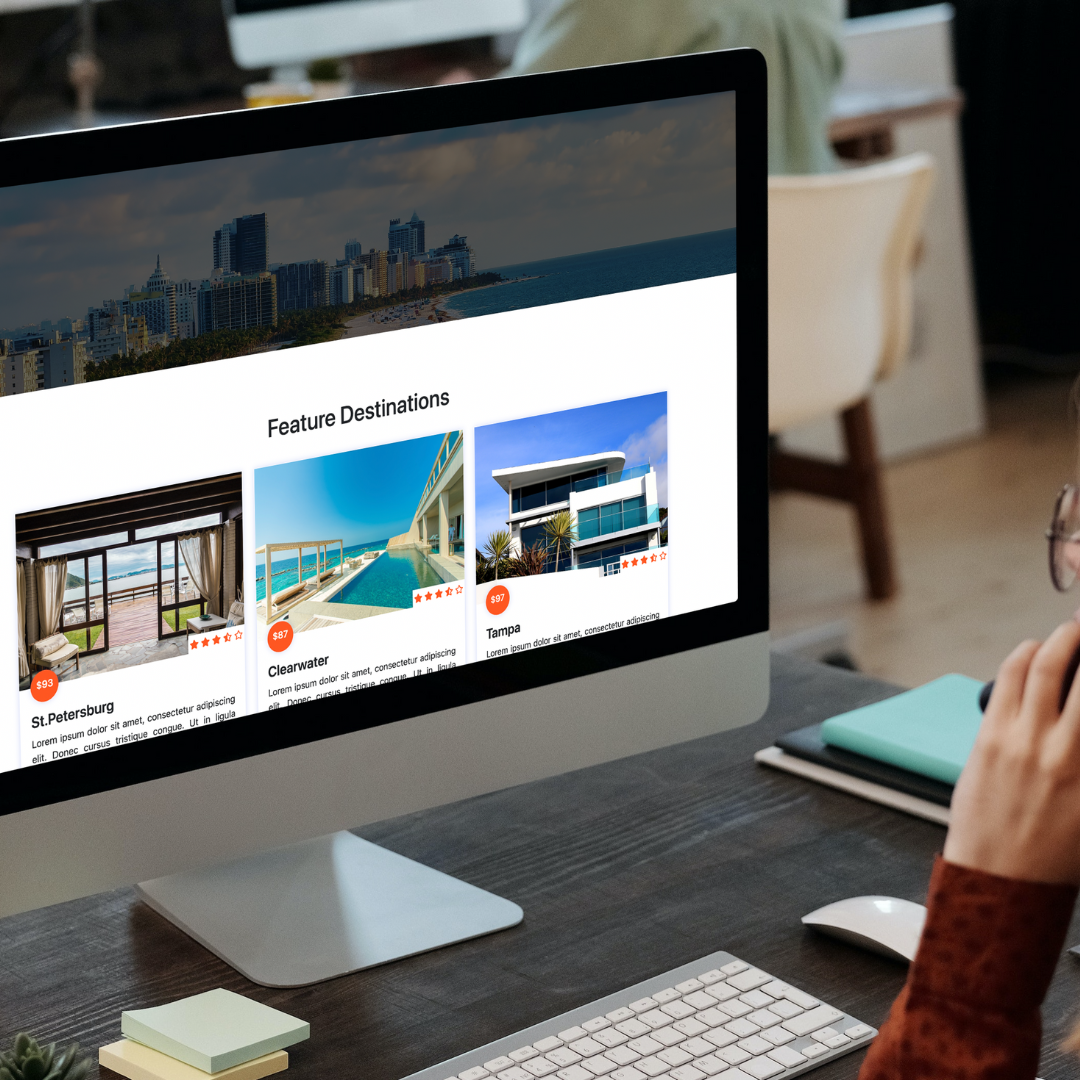 Feature Destinations
$93
St.Petersburg
Lorem ipsum dolor sit amet, consectetur adipiscing
elit. Donec cursus tristique congue. Ut in ligula
$87
Clearwater
Lorem ipsum dolor sit amet, consectetur adipiscing
elit. Donec cursus tristique congue. Ut in ligula
$97
Tampa
Lorem ipsum dolor sit amet, consectetur adipiscing